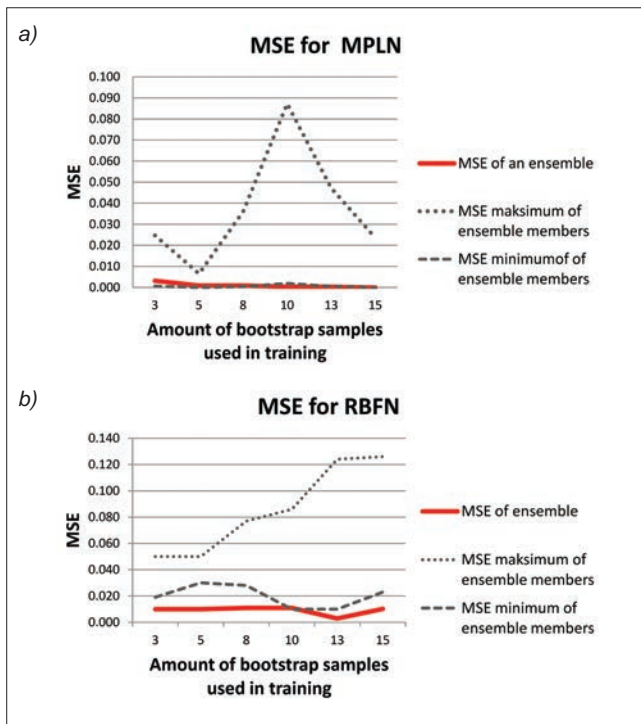 a)
MSE for MPLN
0.100
0.090
0.080
0.070
0.060
0.050
0.040
0.030
0.020
0.010
0.000
MSE
3 5 8 10 13 15
Amount of bootstrap samples
used in training
MSE of an ensemble
MSE maksimum of
ensemble members
MSE minimumof of
ensemble members
b)
MSE for RBFN
0.140
0.120
0.100
0.080
0.060
0.040
0.020
0.000
MSE
3 5 8 10 13 15
Amount of bootstrap samples
used in training
MSE of ensemble
MSE maksimum of
ensemble members
MSE minimum of
ensemble members